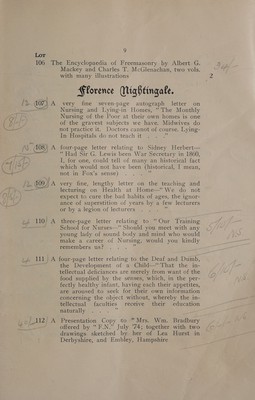 8
LOT
106 The Encyclopaedia of Freemasonry by Albert G.
Mackey and Charles T. McGlenachan, two vols.
with many illustrations 2
Florence Nightingale.
107 A very fine seven-page autograph letter on
Nursing and Lying-in Homes, "The Monthly
Nursing of the Poor at their own homes is one
of the gravest subjects we have. Midwives do
not practice it. Doctors cannot of course. Lying-
In Hospitals do not teach it . . ."
108 A four-page letter relating to Sidney Herbert—
"Had Sir G. Lewis been War Secretary in 1860,
I, for one, could tell of many an historical fact
which would not have been (historical, I mean,
not in Fox's sense) . . ."
109 A very fine, lengthy letter on the teaching and
lecturing on Health at Home—"We do not
expect to cure the bad habits of ages, the ignor-
ance of superstition of years by a few lectures
or by a legion of lectures
110 A three-page letter relating to "Our Training
School for Nurses—"Should you meet with any
young lady of sound body and mind who would
make a career of Nursing, would you kindly
remember us? . . ."
111 A four-page letter relating to the Deaf and Dumb,
the Development of a Child—"That the in-
tellectual deficiencies are merely from want of the
food supplied by the senses, which, in the per-
fectly healthy infant, having each their appetites,
are aroused to seek for their own information
concerning the object without, whereby the in-
tellectual faculties receive their education
naturally . . ."
112 A Presentation Copy to "Mrs. Wm. Bradbury
offered by "F.N." July '74; together with two
drawings sketched by her of Lea Hurst in
Derbyshire, and Embley, Hampshire